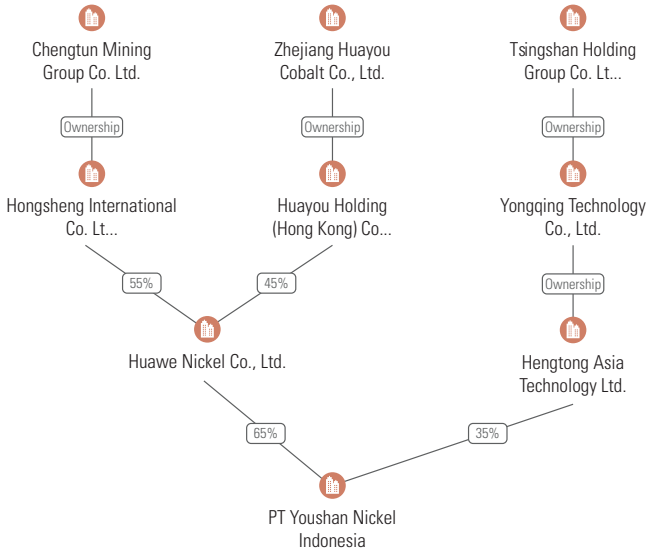 Chengtun Mining
Group Co. Ltd.
Zhejiang Huayou
Cobalt Co., Ltd.
Tsingshan Holding
Group Co. Lt...
Ownership
Ownership
Ownership
Hongsheng International
Co. Lt...
Huayou Holding
(Hong Kong) Co...
Yongqing Technology
Co., Ltd.
55%
45%
Ownership
Huawe Nickel Co., Ltd.
Hengtong Asia
Technology Ltd.
65%
35%
PT Youshan Nickel
Indonesia